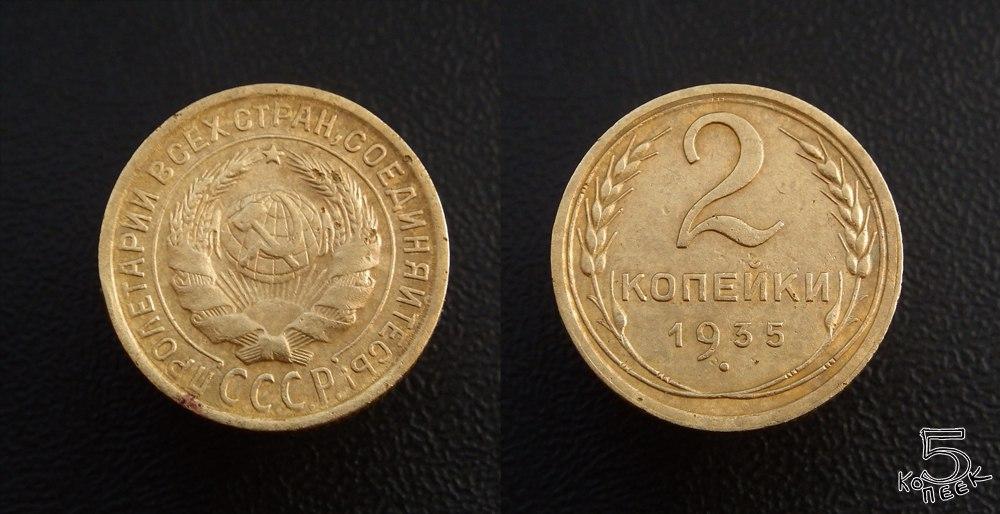 ПРОЛЕТАРИИ ВСЕХ СТРАН, СОЕДИНЯЙТЕСЬ!
СССР.
2
КОПЕЙКИ
1935
5
КОПЕЕК